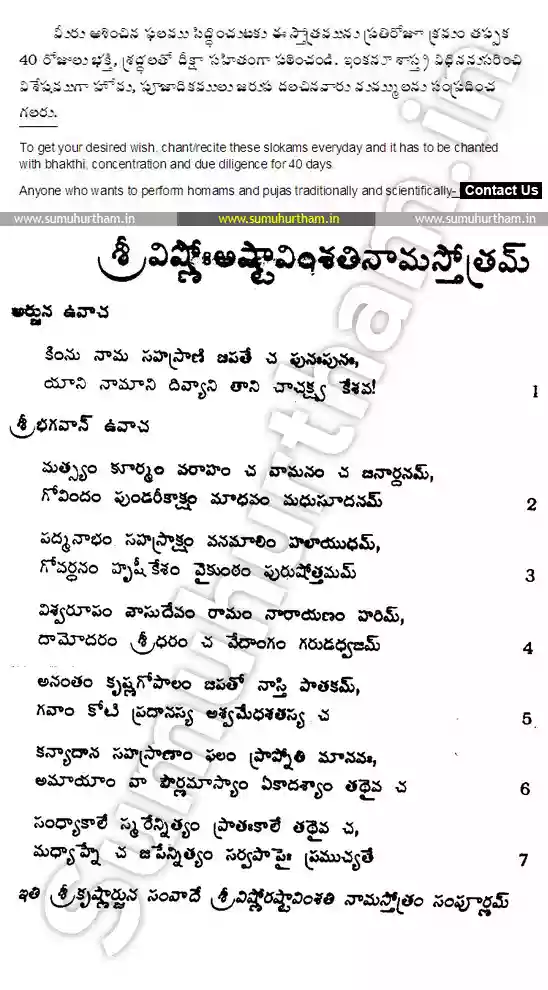 మీరు ఆశించిన ఫలము సిద్ధించుటకు ఈ స్తోత్రమును ప్రతిరోజూ క్రమం తప్పక
40 రోజులు భక్తి, శ్రద్ధలతో దీక్షా సహితంగా పఠించండి. ఇంకనూ శాస్త్ర విధిననుసరించి
విశేషముగా హోమ, పూజాదికములు జరుప దలచినవారు మమ్ములను సంప్రదించ
గలరు.
To get your desired wish, chant/recite these slokams everyday and it has to be chanted
with bhakthi, concentration and due diligence for 40 days.
Anyone who wants to perform homams and pujas traditionally and scientifically- Contact Us
www.sumuhurtham.in www.sumuhurtham.in www.sumuhurtham.in
శ్రీ విష్ణోః అష్టావింశతినామస్తోత్రమ్
అర్జున ఉవాచ
కింను నామ సహస్రాణి జపతే చ పునఃపునః,
యాని నామాని దివ్యాని తాని చాచక్ష్వ కేశవ! 1
శ్రీ భగవాన్ ఉవాచ
మత్స్యం కూర్మం వరాహం చ వామనం చ జనార్దనమ్,
గోవిందం పుండరీకాక్షం మాధవం మధుసూదనమ్ 2
పద్మనాభం సహస్రాక్షం వనమాలిం హలాయుధమ్,
గోవర్ధనం హృషీకేశం వైకుంఠం పురుషోత్తమమ్ 3
విశ్వరూపం వాసుదేవం రామం నారాయణం హరిమ్,
దామోదరం శ్రీధరం చ వేదాంగం గరుడధ్వజమ్ 4
అనంతం కృష్ణగోపాలం జపతో నాస్తి పాతకమ్,
గవాం కోటి ప్రదానస్య అశ్వమేధశతస్య చ 5
కన్యాదాన సహస్రాణాం ఫలం ప్రాప్నోతి మానవః,
అమాయాం వా పౌర్ణమాస్యాం ఏకాదశ్యాం తథైవ చ 6
సంధ్యాకాలే స్మరేన్నిత్యం ప్రాతఃకాలే తథైవ చ,
మధ్యాహ్నే చ జపేన్నిత్యం సర్వపాపైః ప్రముచ్యతే 7
ఇతి శ్రీకృష్ణార్జున సంవాదే శ్రీవిష్ణోరష్టావింశతి నామస్తోత్రం సంపూర్ణమ్
sumuhurtham.in